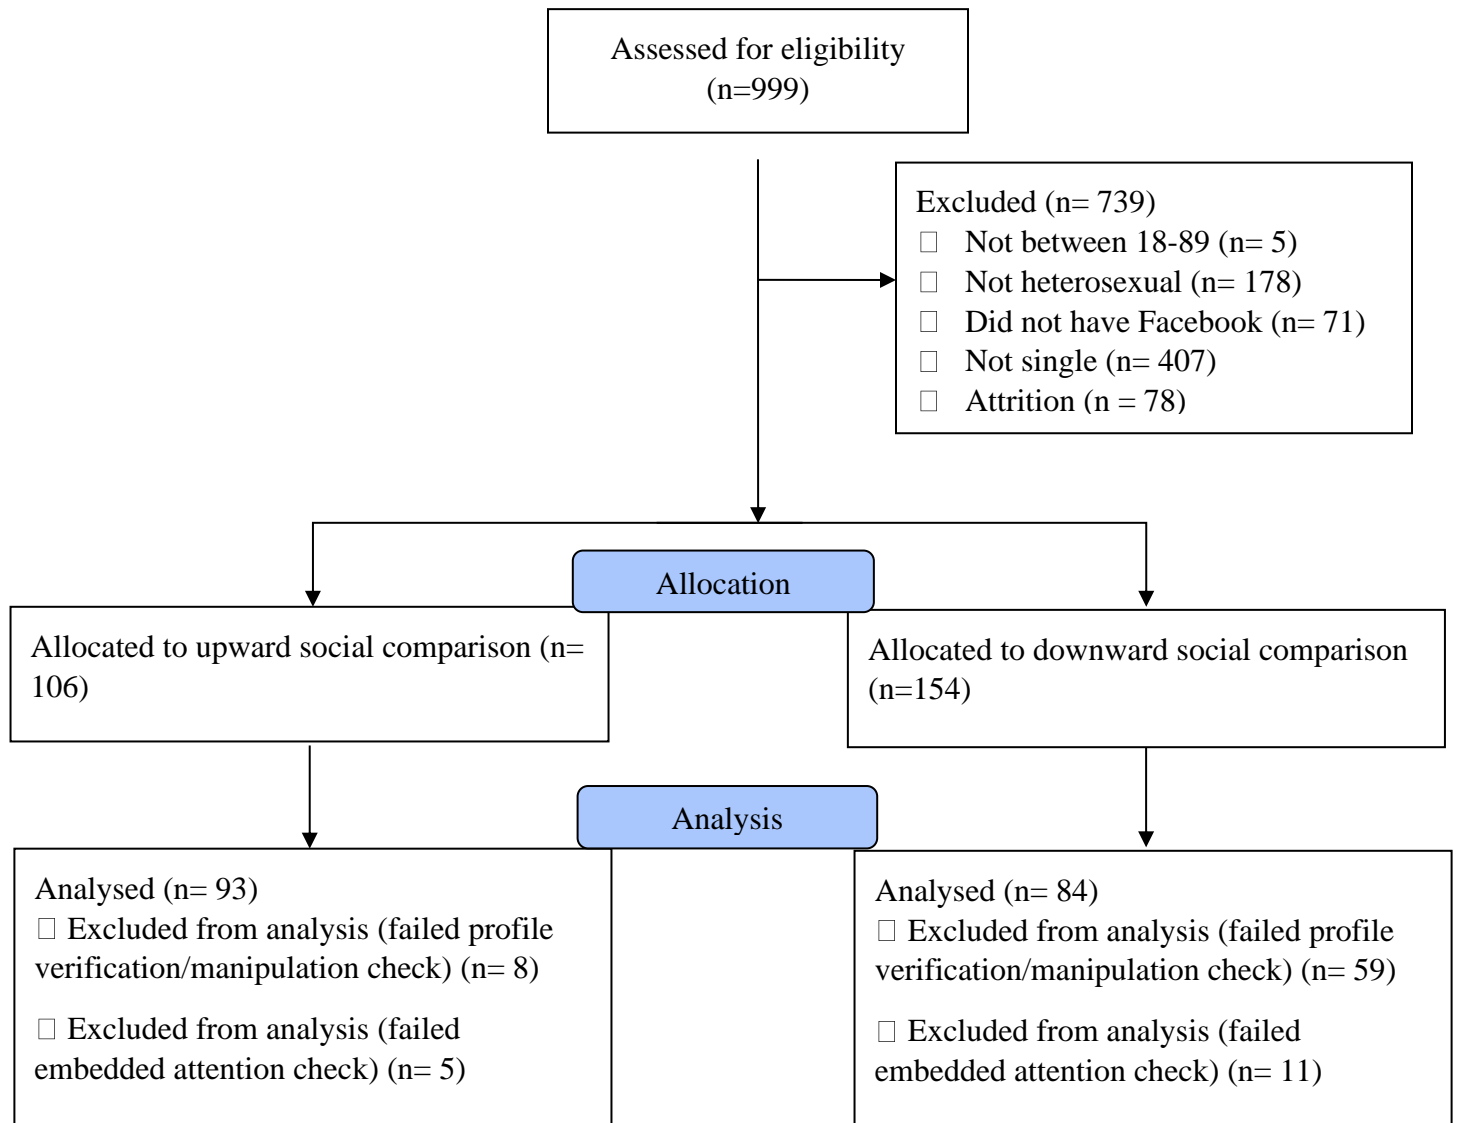 Assessed for eligibility
(n=999)
Excluded (n= 739)
□ Not between 18-89 (n= 5)
□ Not heterosexual (n= 178)
□ Did not have Facebook (n= 71)
□ Not single (n= 407)
□ Attrition (n = 78)
Allocation
Allocated to upward social comparison (n=
106)
Allocated to downward social comparison
(n=154)
Analysis
Analysed (n= 93)
□ Excluded from analysis (failed profile
verification/manipulation check) (n= 8)
□ Excluded from analysis (failed
embedded attention check) (n= 5)
Analysed (n= 84)
□ Excluded from analysis (failed profile
verification/manipulation check) (n= 59)
□ Excluded from analysis (failed
embedded attention check) (n= 11)